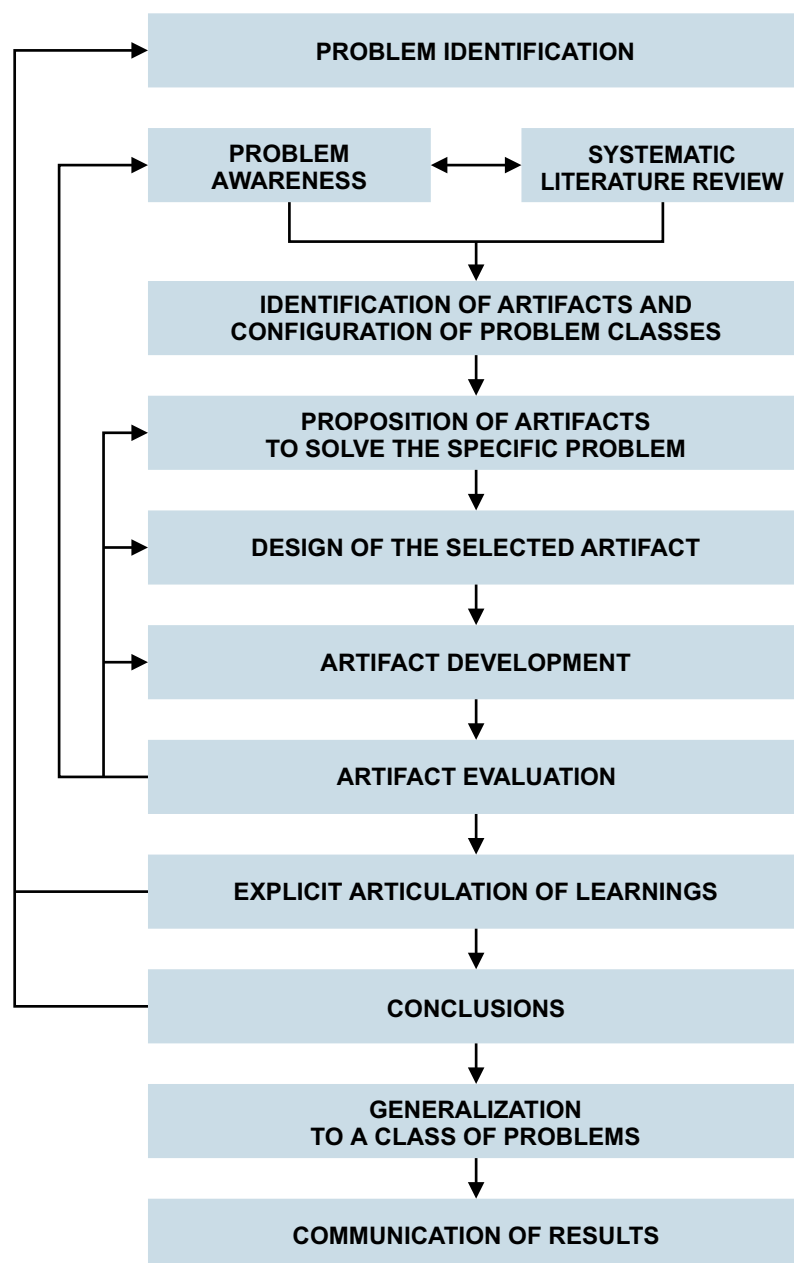 PROBLEM IDENTIFICATION
PROBLEM
AWARENESS
SYSTEMATIC
LITERATURE REVIEW
IDENTIFICATION OF ARTIFACTS AND
CONFIGURATION OF PROBLEM CLASSES
PROPOSITION OF ARTIFACTS
TO SOLVE THE SPECIFIC PROBLEM
DESIGN OF THE SELECTED ARTIFACT
ARTIFACT DEVELOPMENT
ARTIFACT EVALUATION
EXPLICIT ARTICULATION OF LEARNINGS
CONCLUSIONS
GENERALIZATION
TO A CLASS OF PROBLEMS
COMMUNICATION OF RESULTS